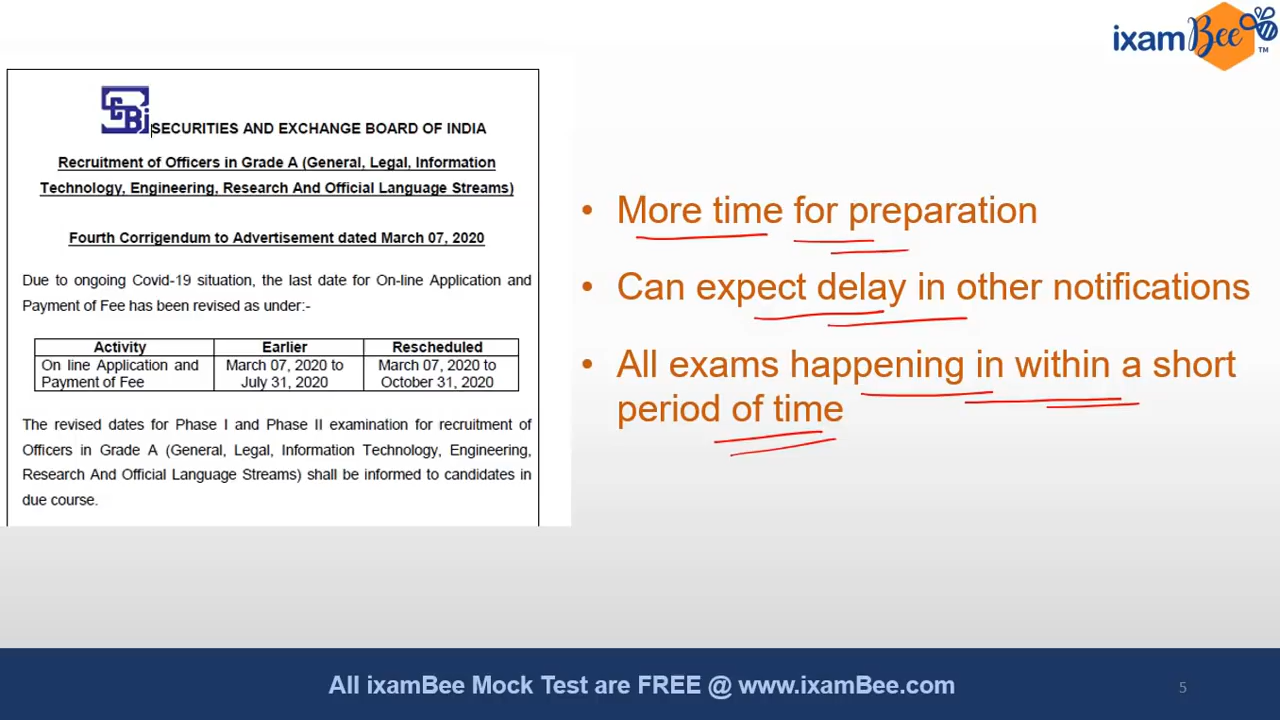 ixamBee TM
SEBI
SECURITIES AND EXCHANGE BOARD OF INDIA
Recruitment of Officers in Grade A (General, Legal, Information
Technology, Engineering, Research And Official Language Streams)
Fourth Corrigendum to Advertisement dated March 07, 2020
Due to ongoing Covid-19 situation, the last date for On-line Application and
Payment of Fee has been revised as under:-
Activity Earlier Rescheduled
On line Application and March 07, 2020 to March 07, 2020 to
Payment of Fee July 31, 2020 October 31, 2020
The revised dates for Phase I and Phase II examination for recruitment of
Officers in Grade A (General, Legal, Information Technology, Engineering,
Research And Official Language Streams) shall be informed to candidates in
due course.
• More time for preparation
• Can expect delay in other notifications
• All exams happening in within a short
period of time
All ixamBee Mock Test are FREE @ www.ixamBee.com
5